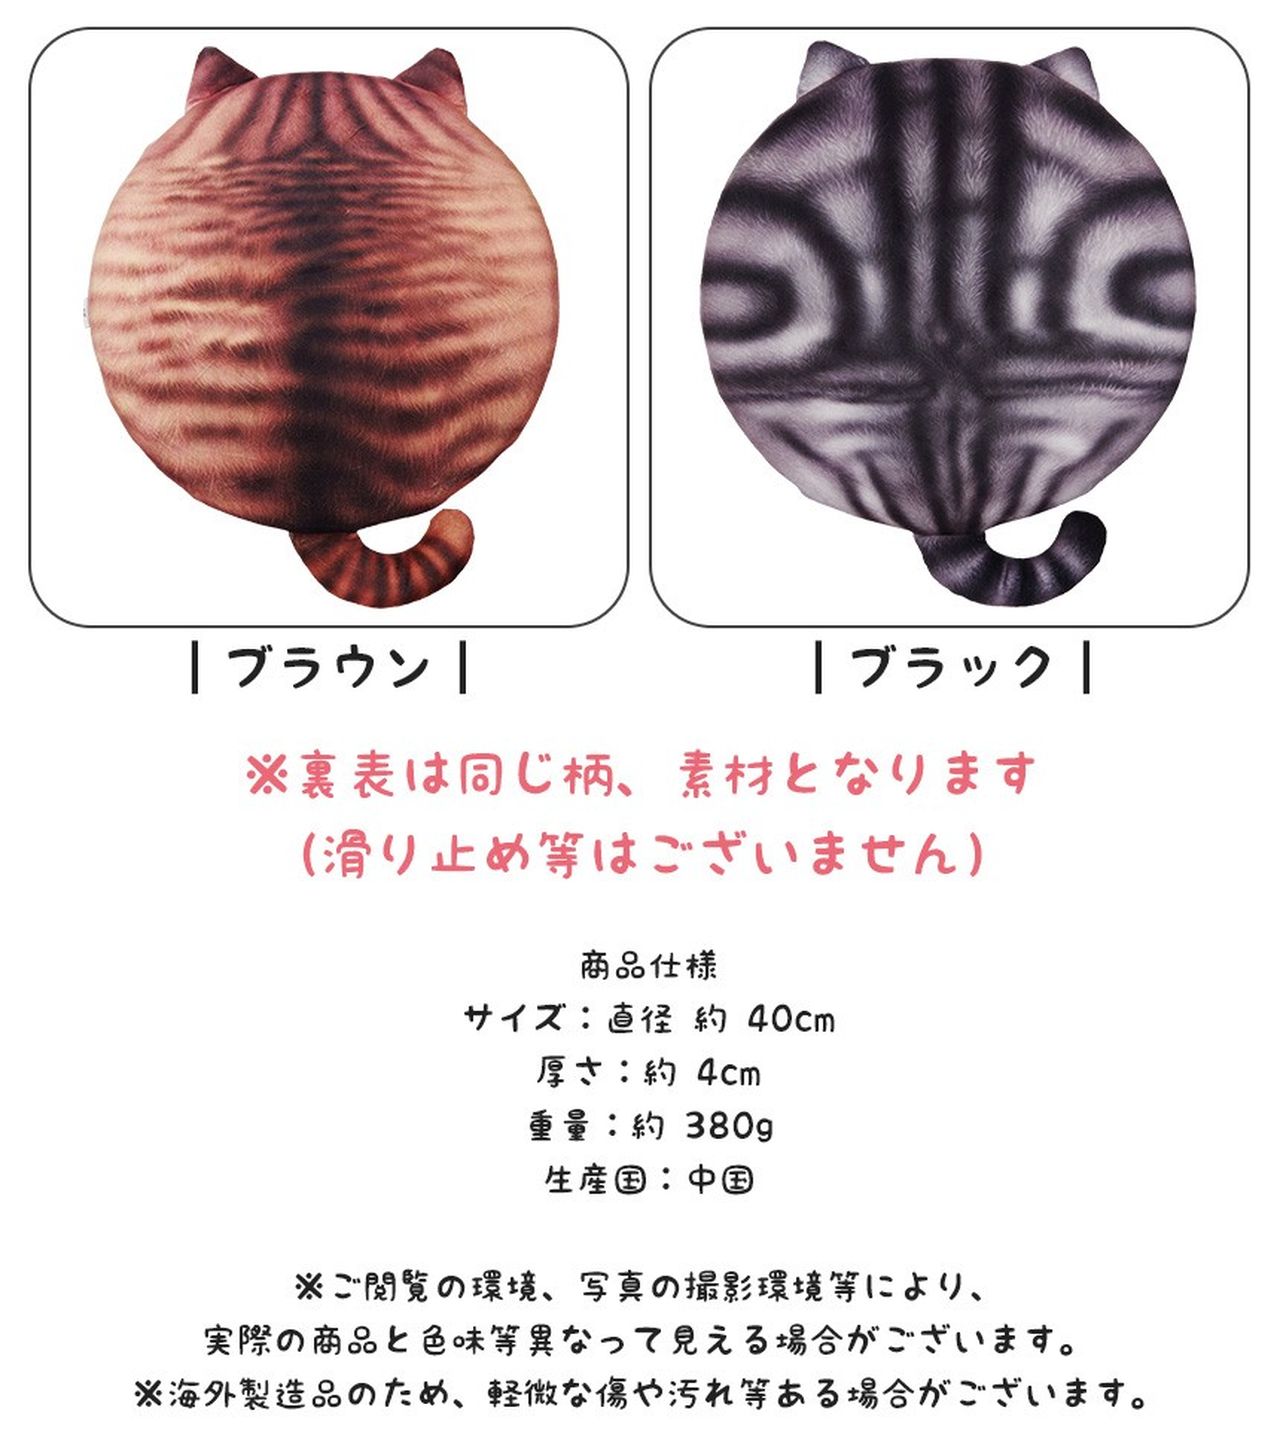 |ブラウン|
|ブラック|
※裏表は同じ柄、素材となります
(滑り止め等はございません)
商品仕様
サイズ：直径 約 40cm
厚さ：約 4cm
重量：約 380g
生産国：中国
※ご閲覧の環境、写真の撮影環境等により、
実際の商品と色味等異なって見える場合がございます。
※海外製造品のため、軽微な傷や汚れ等ある場合がございます。